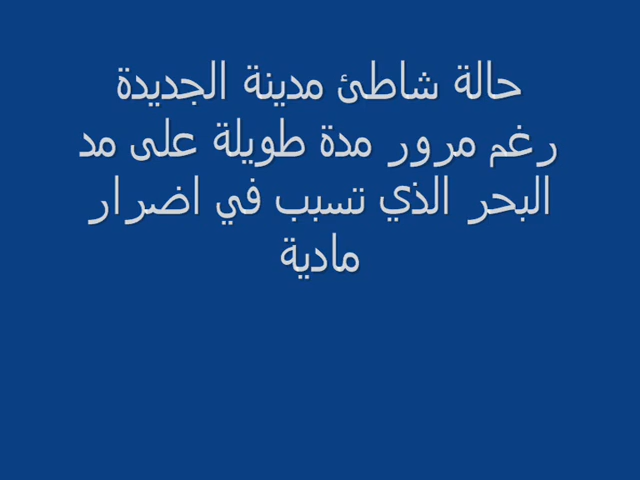 حالة شاطئ مدينة الجديدة
رغم مرور مدة طويلة على مد
البحر الذي تسبب في اضرار
مادية